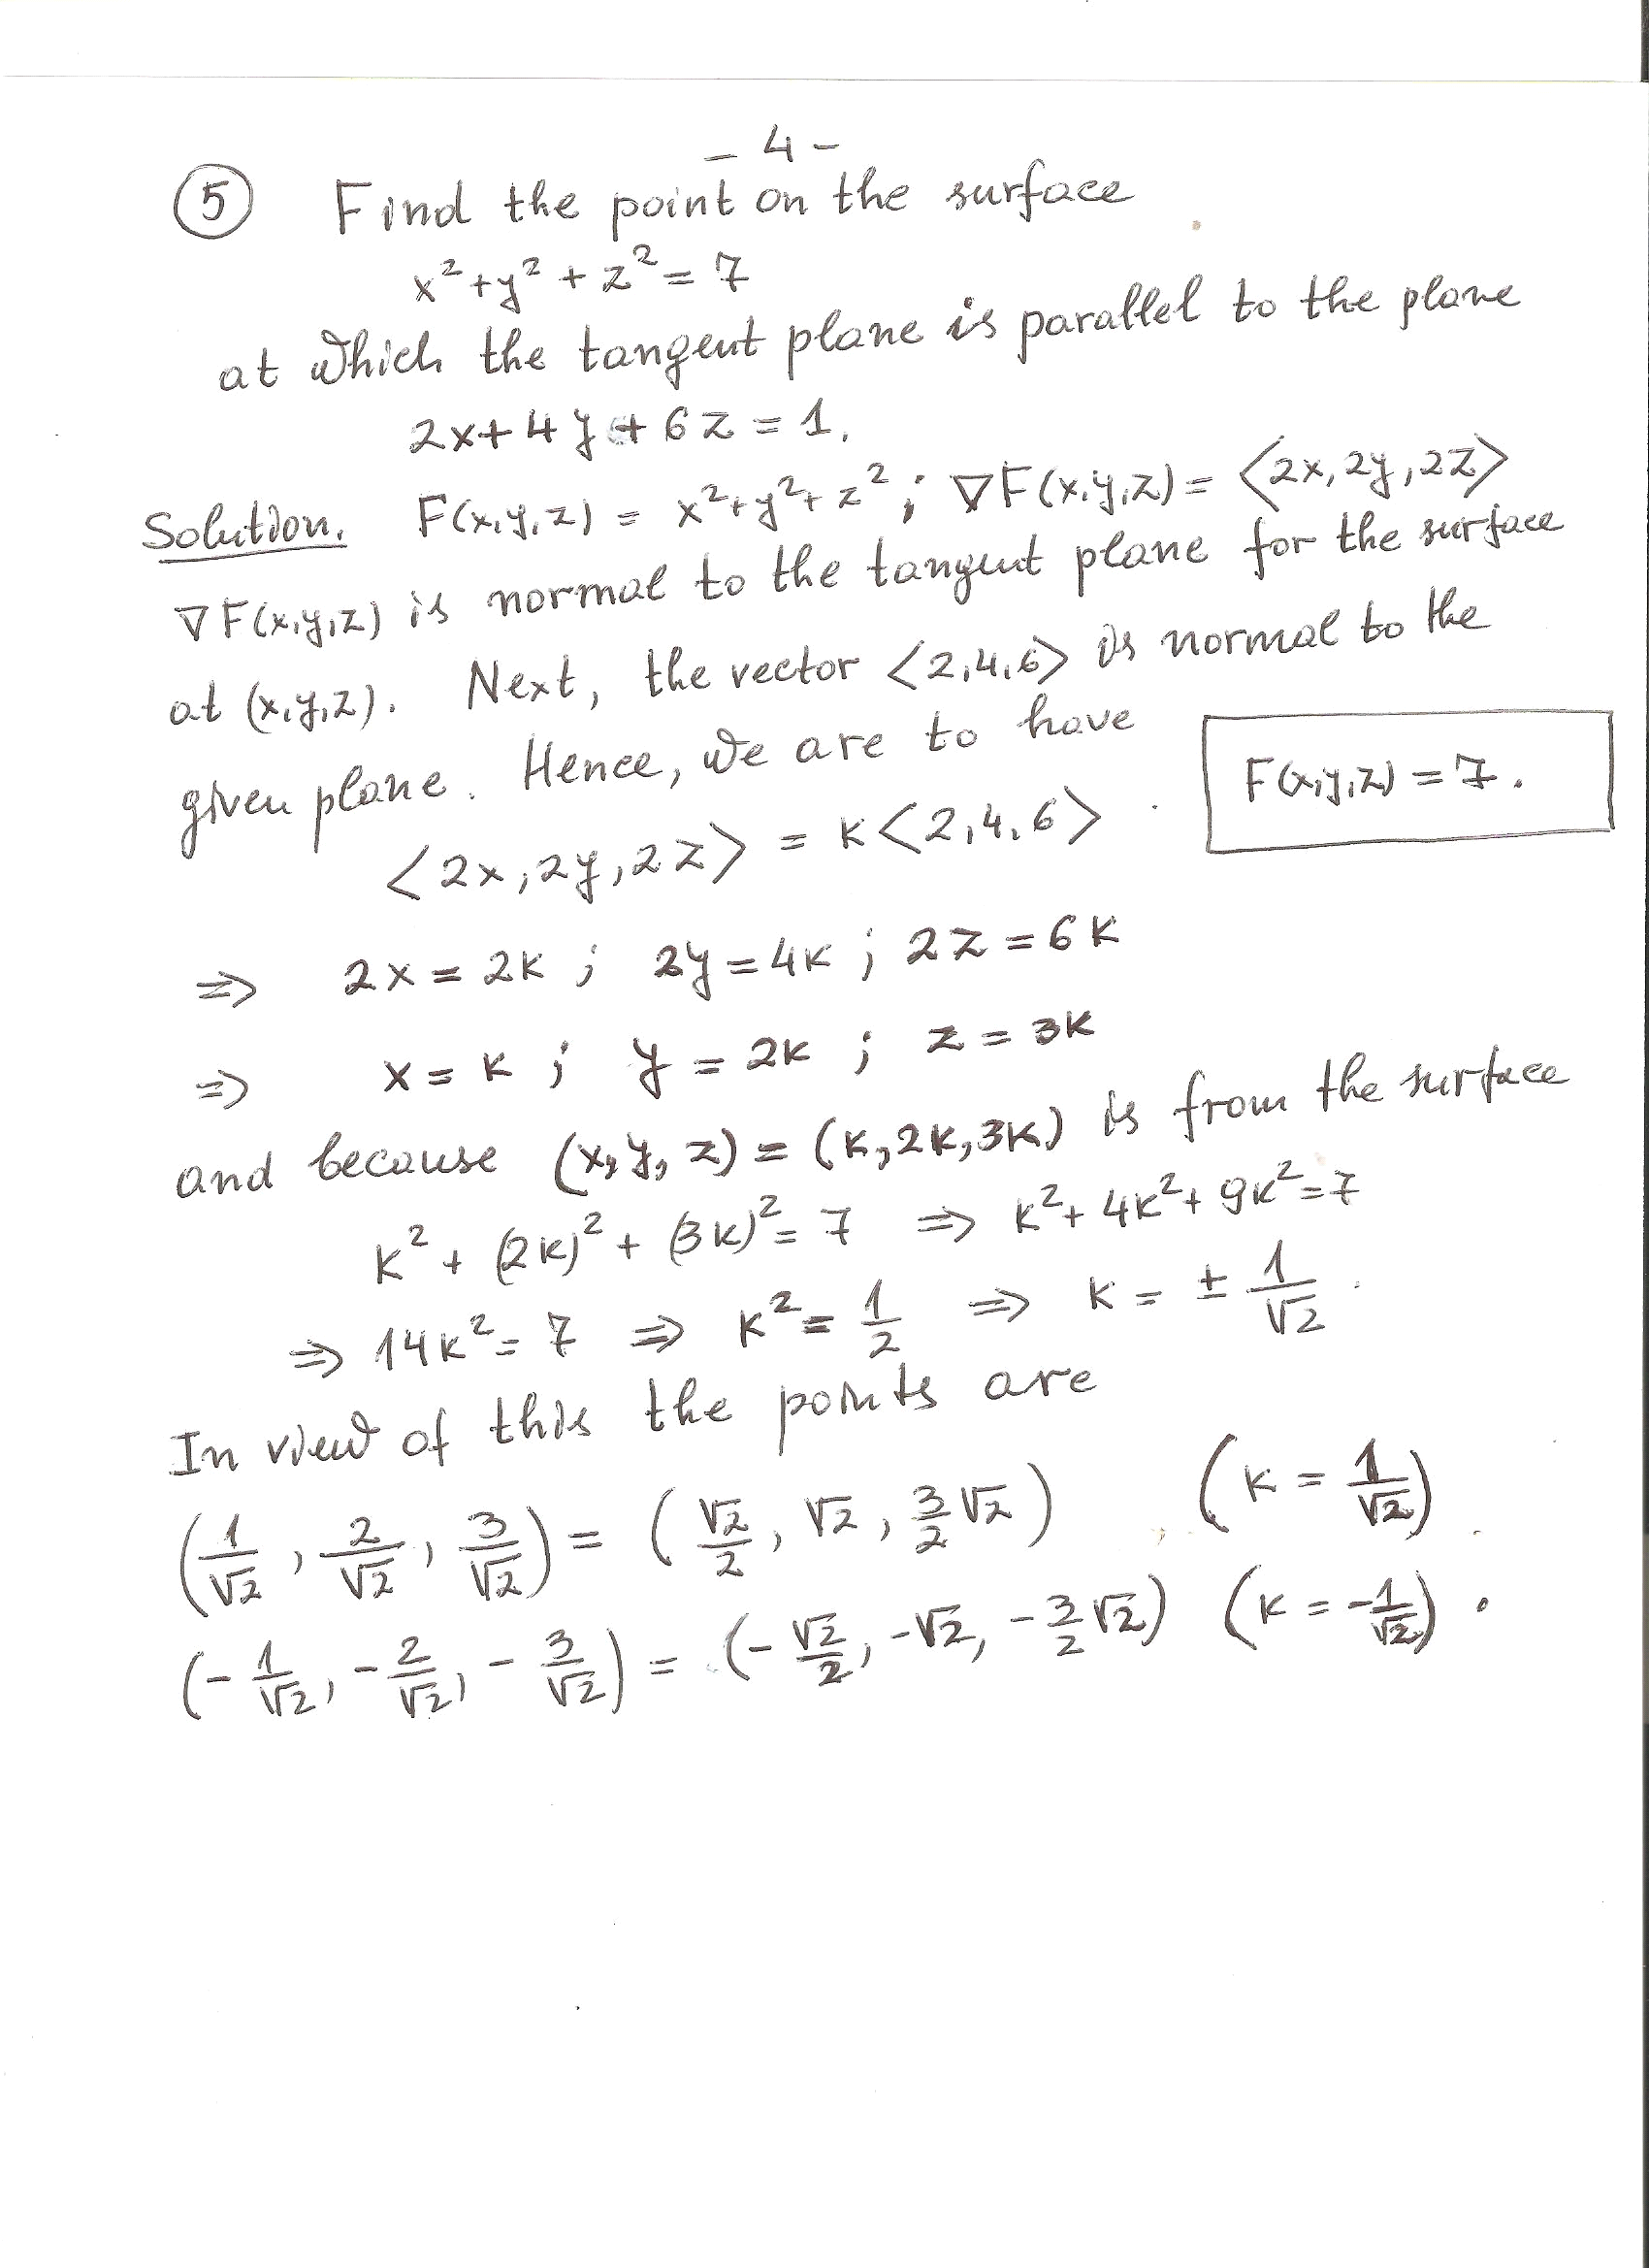 - 4 -
(5) Find the point on the surface
x² + y² + z² = 7
at which the tangent plane is parallel to the plane
2x + 4y + 6z = 1.
Solution. F(x,y,z) = x² + y² + z² ; ∇F(x,y,z) = ⟨2x, 2y, 2z⟩
∇F(x,y,z) is normal to the tangent plane for the surface
at (x,y,z). Next, the vector ⟨2,4,6⟩ is normal to the
given plane. Hence, we are to have
F(x,y,z) = 7.
⟨2x, 2y, 2z⟩ = k⟨2,4,6⟩
⇒ 2x = 2k ; 2y = 4k ; 2z = 6k
⇒ x = k ; y = 2k ; z = 3k
and because (x, y, z) = (k, 2k, 3k) is from the surface
k² + (2k)² + (3k)² = 7 ⇒ k² + 4k² + 9k² = 7
⇒ 14k² = 7 ⇒ k² = 1/2 ⇒ k = ± 1/√2.
In view of this the points are
(1/√2, 2/√2, 3/√2) = (√2/2, √2, 3/2 √2) (k = 1/√2)
(-1/√2, -2/√2, -3/√2) = (-√2/2, -√2, -3/2 √2) (k = -1/√2).